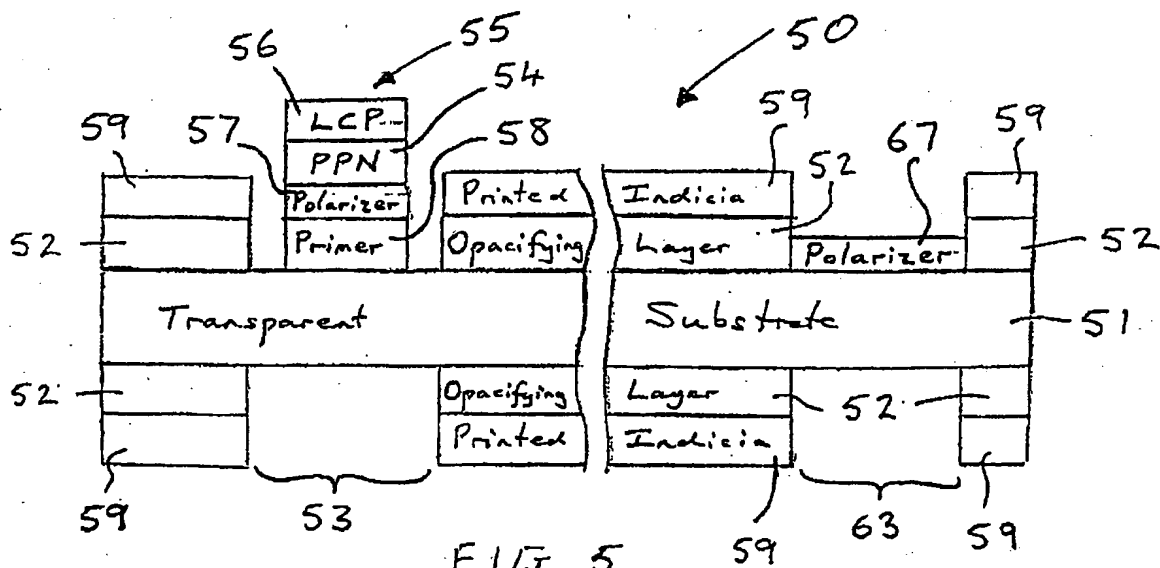 50
55
56
54
59
LCP
59
59
57
PPN
58
67
52
Polarizer
Printed Indicia
52
Primer
Opacifying Layer
Polarizer
52
Transparent Substrate
51
52
Opacifying Layer
52
Printed Indicia
59
53
63
59
59
FIG 5